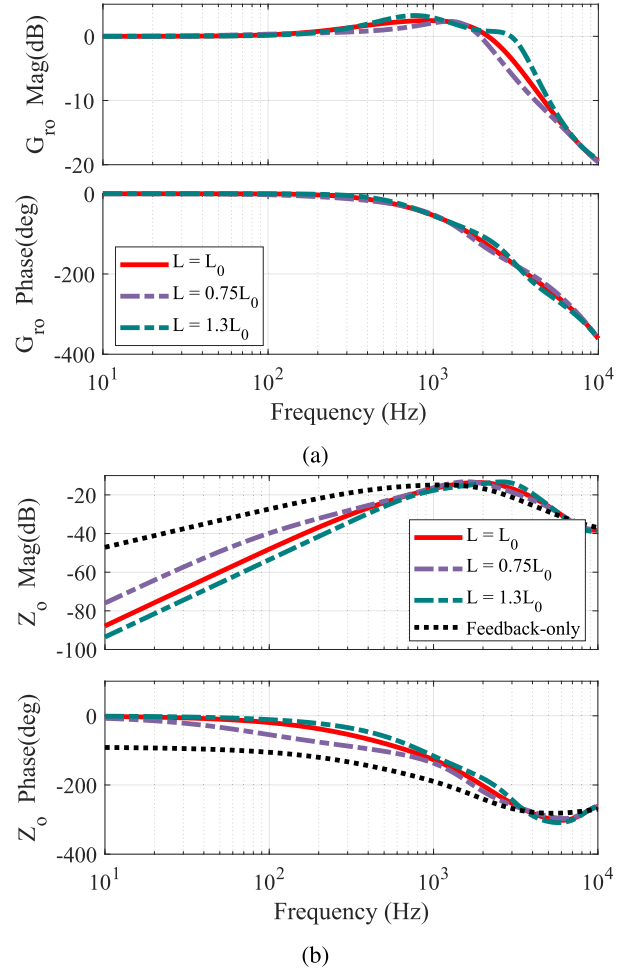 0
-10
-20
G_ro Mag(dB)
0
-200
-400
G_ro Phase(deg)
L = L_0
L = 0.75L_0
L = 1.3L_0
10^1 10^2 10^3 10^4
Frequency (Hz)
(a)
-20
-40
-60
-80
-100
Z_o Mag(dB)
L = L_0
L = 0.75L_0
L = 1.3L_0
Feedback-only
0
-200
-400
Z_o Phase(deg)
10^1 10^2 10^3 10^4
Frequency (Hz)
(b)